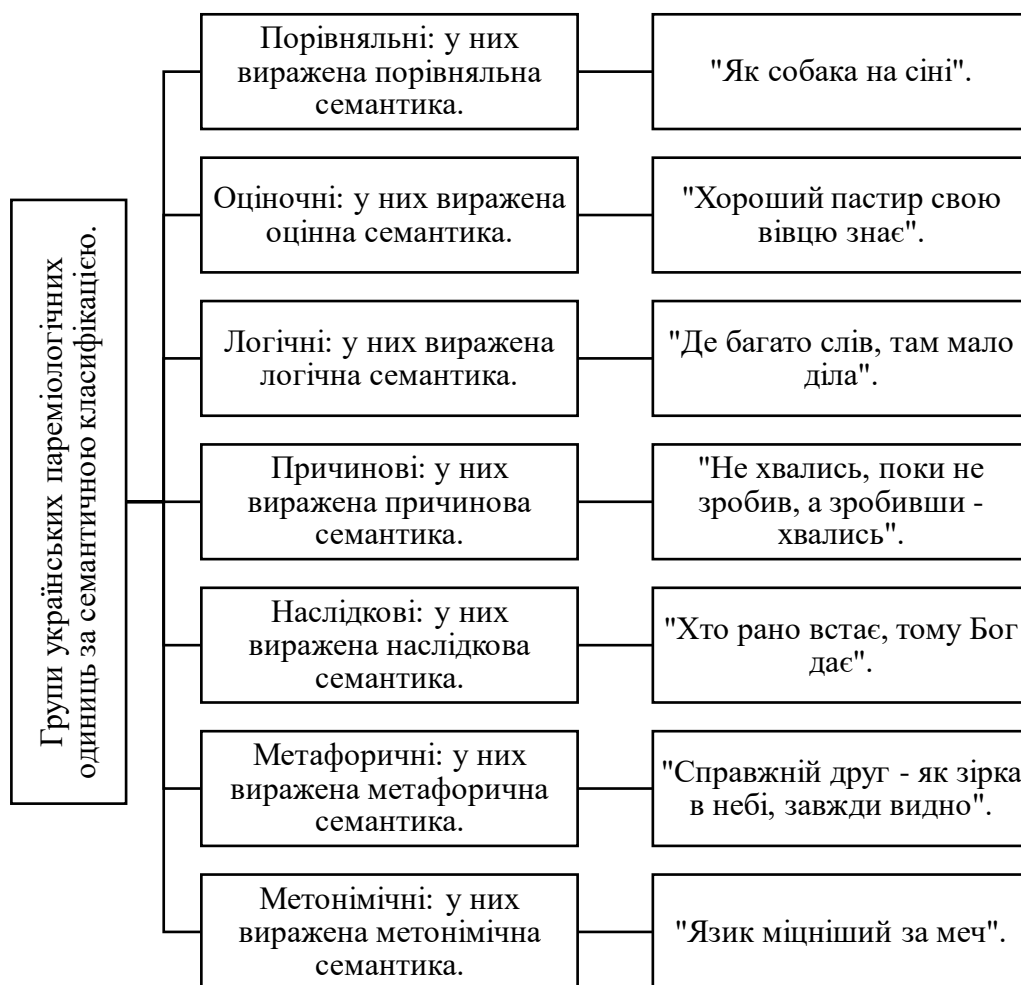 Групи українських пареміологічних
одиниць за семантичною класифікацією.
Порівняльні: у них
виражена порівняльна
семантика.
"Як собака на сіні".
Оціночні: у них виражена
оцінна семантика.
"Хороший пастир свою
вівцю знає".
Логічні: у них виражена
логічна семантика.
"Де багато слів, там мало
діла".
Причинові: у них
виражена причинова
семантика.
"Не хвались, поки не
зробив, а зробивши -
хвались".
Наслідкові: у них
виражена наслідкова
семантика.
"Хто рано встає, тому Бог
дає".
Метафоричні: у них
виражена метафорична
семантика.
"Справжній друг - як зірка
в небі, завжди видно".
Метонімічні: у них
виражена метонімічна
семантика.
"Язик міцніший за меч".